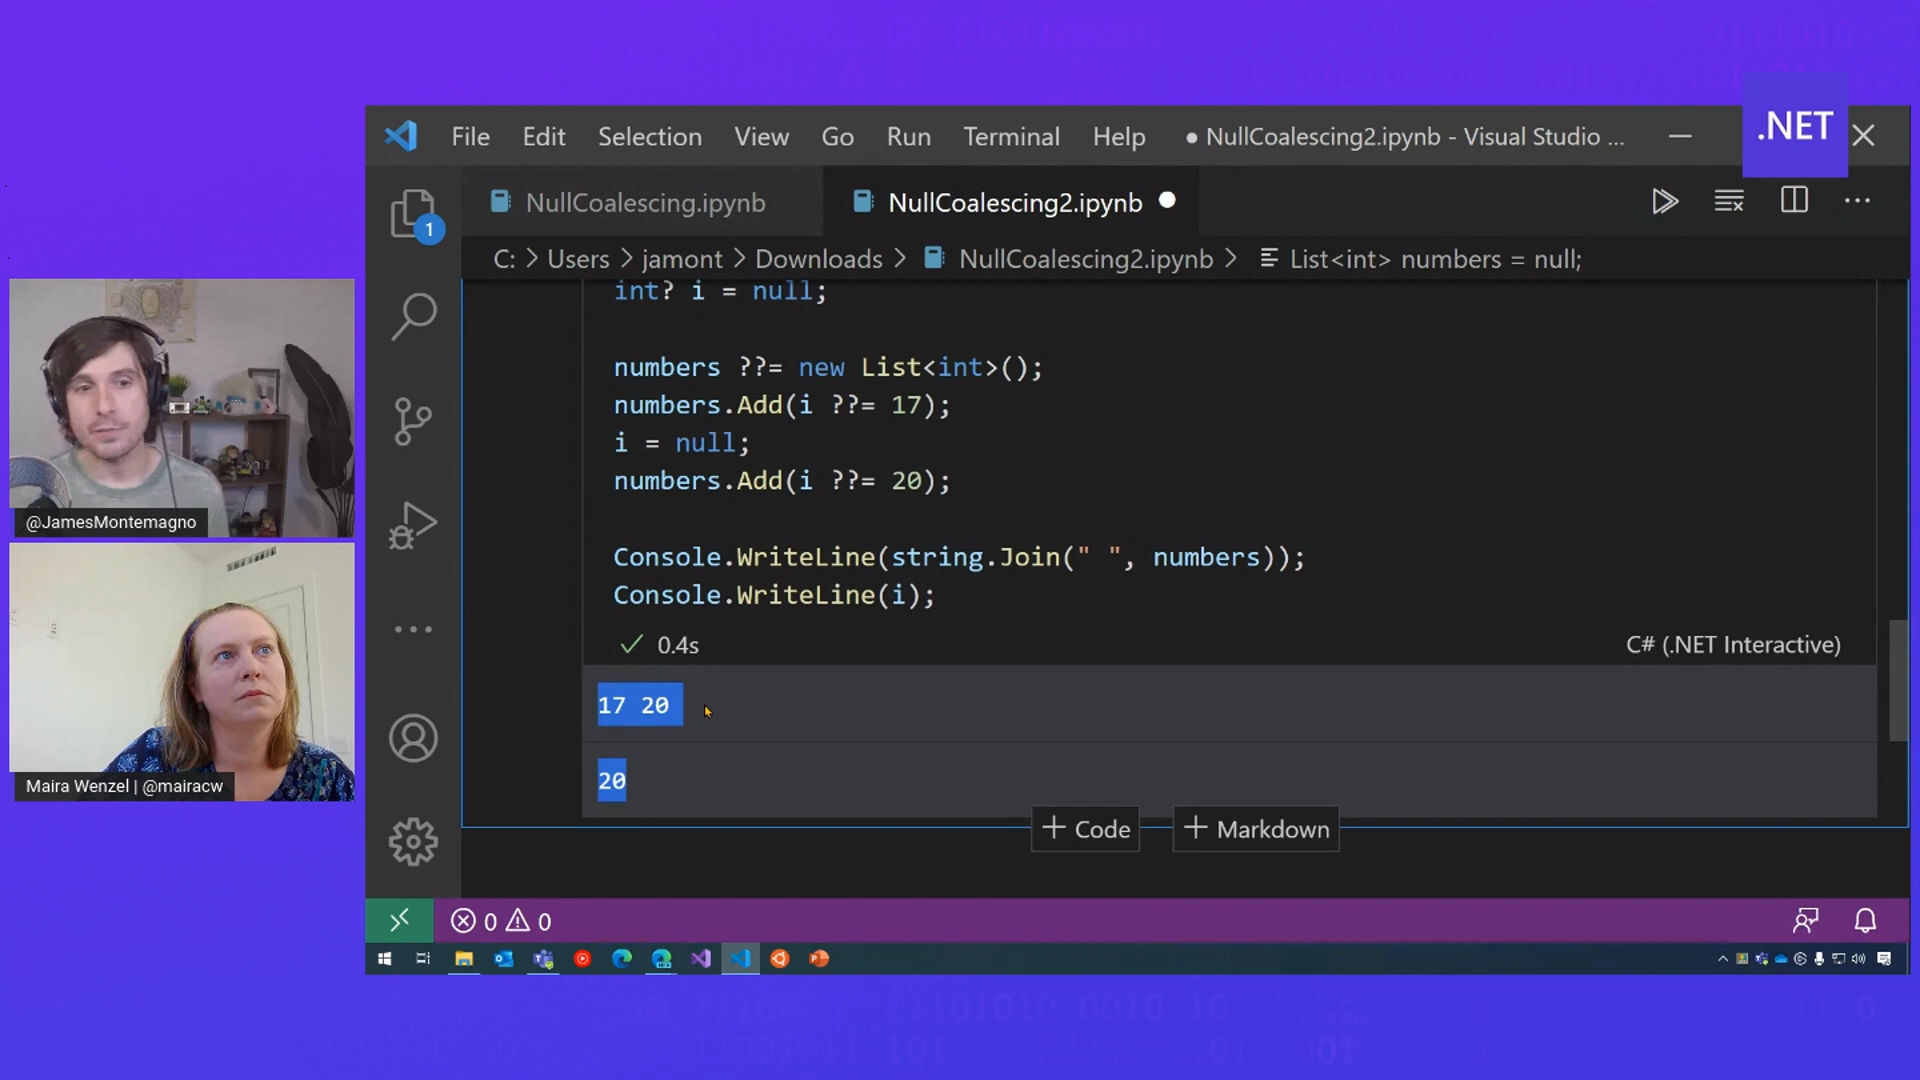 .NET
File Edit Selection View Go Run Terminal Help ● NullCoalescing2.ipynb - Visual Studio ...
NullCoalescing.ipynb NullCoalescing2.ipynb
1
C: > Users > jamont > Downloads > NullCoalescing2.ipynb > List<int> numbers = null;
int? i = null;
numbers ??= new List<int>();
numbers.Add(i ??= 17);
i = null;
numbers.Add(i ??= 20);
Console.WriteLine(string.Join(" ", numbers));
Console.WriteLine(i);
0.4s C# (.NET Interactive)
17 20
20
+ Code + Markdown
0 0
@JamesMontemagno
Maira Wenzel | @mairacw